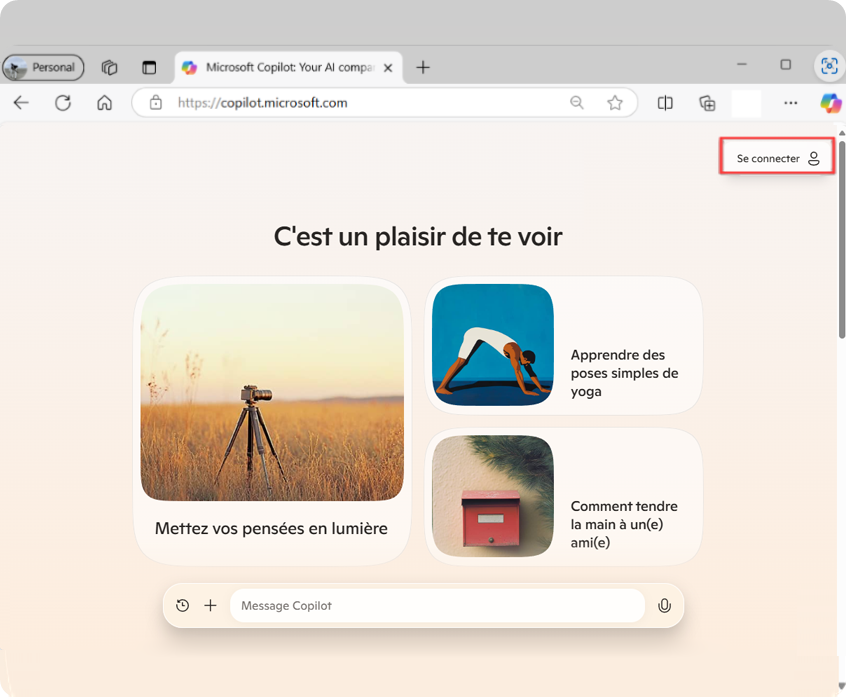 Personal
Microsoft Copilot: Your AI compa
https://copilot.microsoft.com
Se connecter
C'est un plaisir de te voir
Apprendre des
poses simples de
yoga
Mettez vos pensées en lumière
Comment tendre
la main à un(e)
ami(e)
Message Copilot